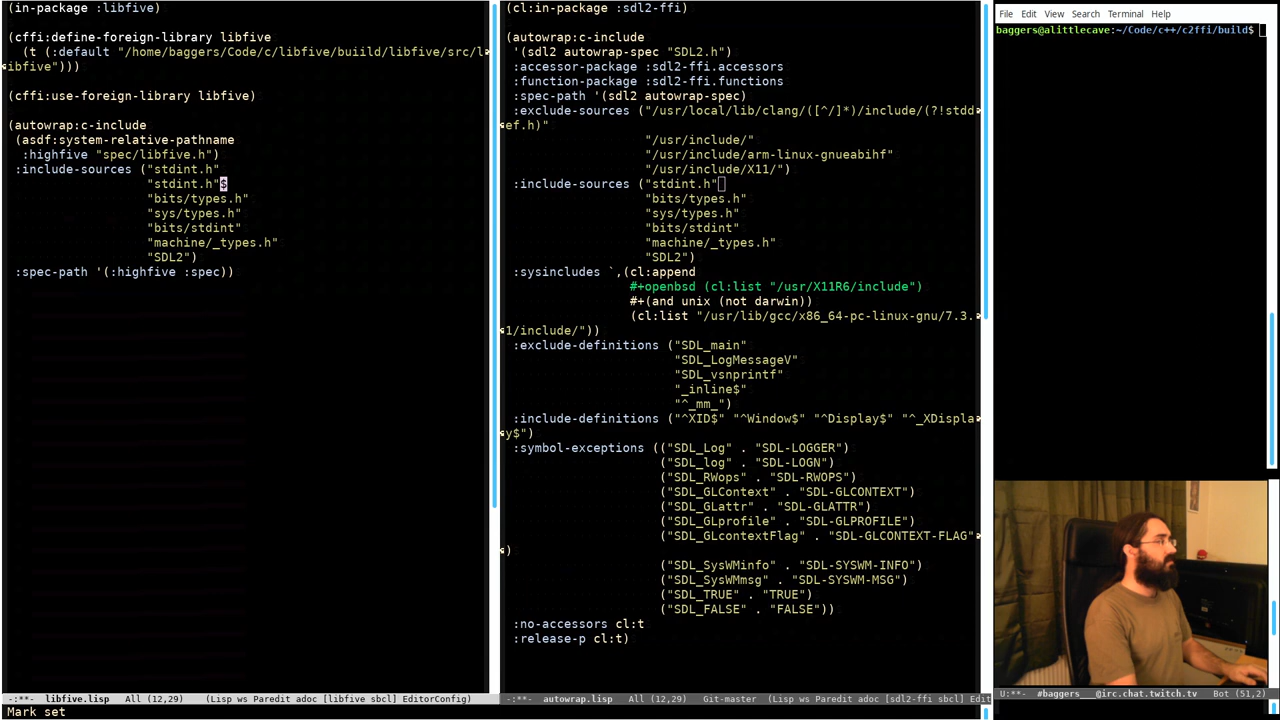 (in-package :libfive)
(cffi:define-foreign-library libfive
(t (:default "/home/baggers/Code/c/libfive/buiild/libfive/src/l
ibfive")))
(cffi:use-foreign-library libfive)
(autowrap:c-include
(asdf:system-relative-pathname
:highfive "spec/libfive.h")
:include-sources ("stdint.h"
"stdint.h"$
"bits/types.h"
"sys/types.h"
"bits/stdint"
"machine/_types.h"
"SDL2")
:spec-path '(:highfive :spec))
-:**- libfive.lisp All (12,29) (Lisp ws Paredit adoc [libfive sbcl] EditorConfig)
Mark set
(cl:in-package :sdl2-ffi)
(autowrap:c-include
'(sdl2 autowrap-spec "SDL2.h")
:accessor-package :sdl2-ffi.accessors
:function-package :sdl2-ffi.functions
:spec-path '(sdl2 autowrap-spec)
:exclude-sources ("/usr/local/lib/clang/([^/]*)/include/(?!stdd
ef.h)"
"/usr/include/"
"/usr/include/arm-linux-gnueabihf"
"/usr/include/X11/")
:include-sources ("stdint.h"
"bits/types.h"
"sys/types.h"
"bits/stdint"
"machine/_types.h"
"SDL2")
:sysincludes `,(cl:append
#+openbsd (cl:list "/usr/X11R6/include")
#+(and unix (not darwin))
(cl:list "/usr/lib/gcc/x86_64-pc-linux-gnu/7.3.
1/include/"))
:exclude-definitions ("SDL_main"
"SDL_LogMessageV"
"SDL_vsnprintf"
"_inline$"
"^_mm_")
:include-definitions ("^XID$" "^Window$" "^Display$" "^_XDispla
y$")
:symbol-exceptions (("SDL_Log" . "SDL-LOGGER")
("SDL_log" . "SDL-LOGN")
("SDL_RWops" . "SDL-RWOPS")
("SDL_GLContext" . "SDL-GLCONTEXT")
("SDL_GLattr" . "SDL-GLATTR")
("SDL_GLprofile" . "SDL-GLPROFILE")
("SDL_GLcontextFlag" . "SDL-GLCONTEXT-FLAG"
)
("SDL_SysWMinfo" . "SDL-SYSWM-INFO")
("SDL_SysWMmsg" . "SDL-SYSWM-MSG")
("SDL_TRUE" . "TRUE")
("SDL_FALSE" . "FALSE"))
:no-accessors cl:t
:release-p cl:t)
-:**- autowrap.lisp All (12,29) Git-master (Lisp ws Paredit adoc [sdl2-ffi sbcl] Edit
File Edit View Search Terminal Help
baggers@alittlecave:~/Code/c++/c2ffi/build$
U:**- #baggers___@irc.chat.twitch.tv Bot (51,2)